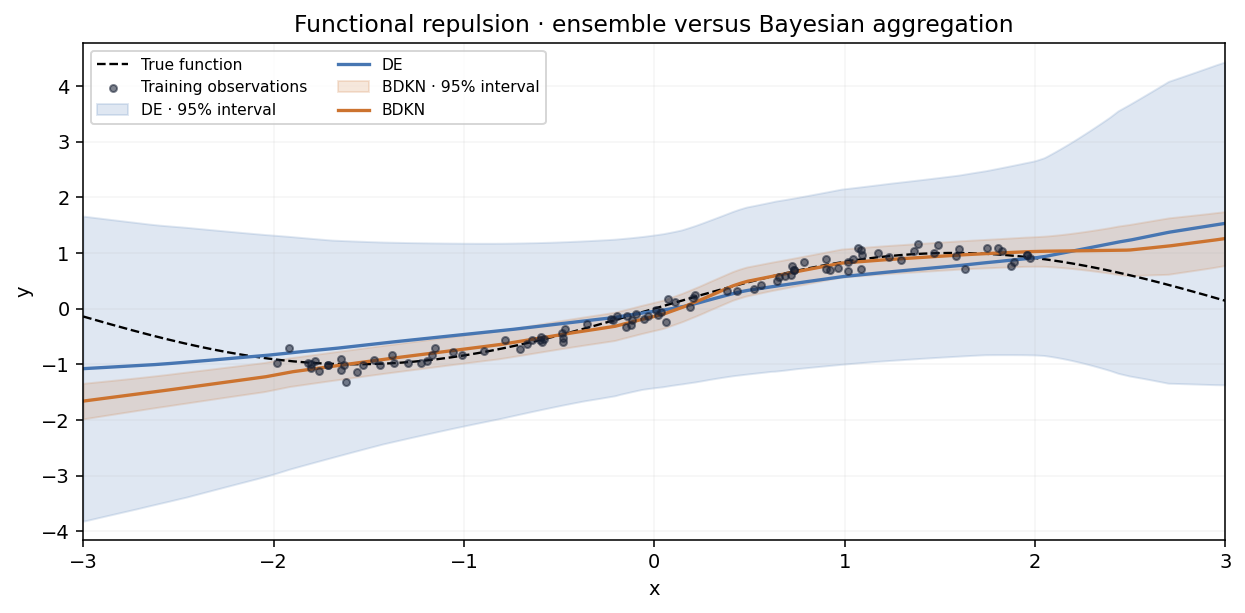 Functional repulsion · ensemble versus Bayesian aggregation
True function
Training observations
DE · 95% interval
DE
BDKN · 95% interval
BDKN
y
4
3
2
1
0
−1
−2
−3
−4
−3 −2 −1 0 1 2 3
x